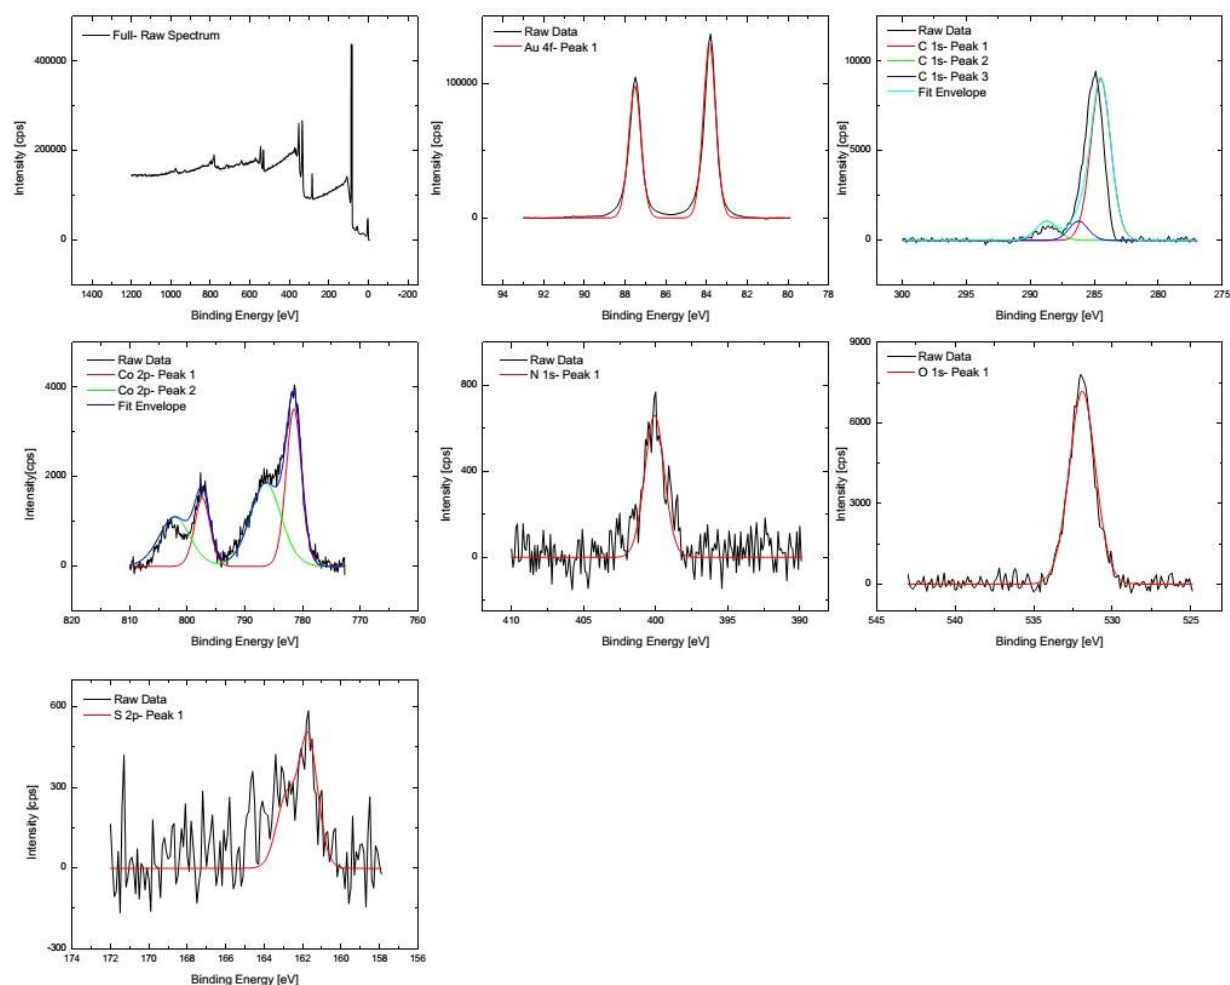 Full- Raw Spectrum
400000
200000
0
Intensity [cps]
1400 1200 1000 800 600 400 200 0 -200
Binding Energy [eV]
Raw Data
Au 4f- Peak 1
100000
0
Intensity [cps]
94 92 90 88 86 84 82 80 78
Binding Energy [eV]
Raw Data
C 1s- Peak 1
C 1s- Peak 2
C 1s- Peak 3
Fit Envelope
10000
5000
0
Intensity [cps]
300 295 290 285 280 275
Binding Energy [eV]
Raw Data
Co 2p- Peak 1
Co 2p- Peak 2
Fit Envelope
4000
2000
0
Intensity[cps]
820 810 800 790 780 770 760
Binding Energy [eV]
Raw Data
N 1s- Peak 1
800
400
0
Intensity [cps]
410 405 400 395 390
Binding Energy [eV]
Raw Data
O 1s- Peak 1
9000
6000
3000
0
Intensity [cps]
545 540 535 530 525
Binding Energy [eV]
Raw Data
S 2p- Peak 1
600
300
0
-300
Intensity [cps]
174 172 170 168 166 164 162 160 158 156
Binding Energy [eV]